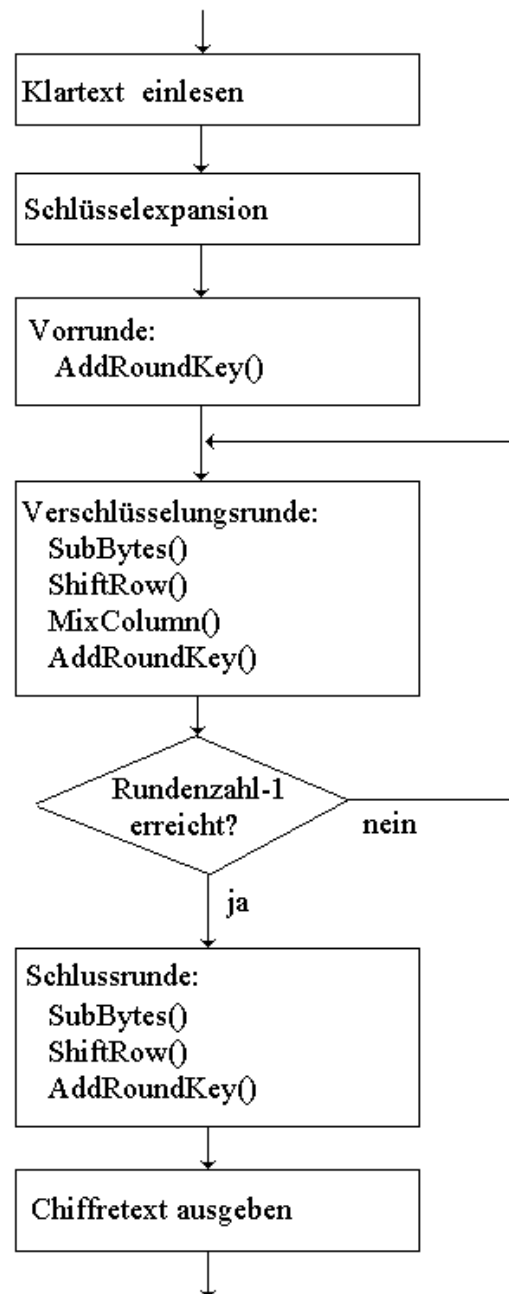 Klartext einlesen
Schlüsselexpansion
Vorrunde:
AddRoundKey()
Verschlüsselungsrunde:
SubBytes()
ShiftRow()
MixColumn()
AddRoundKey()
Rundenzahl-1
erreicht?
nein
ja
Schlussrunde:
SubBytes()
ShiftRow()
AddRoundKey()
Chiffretext ausgeben